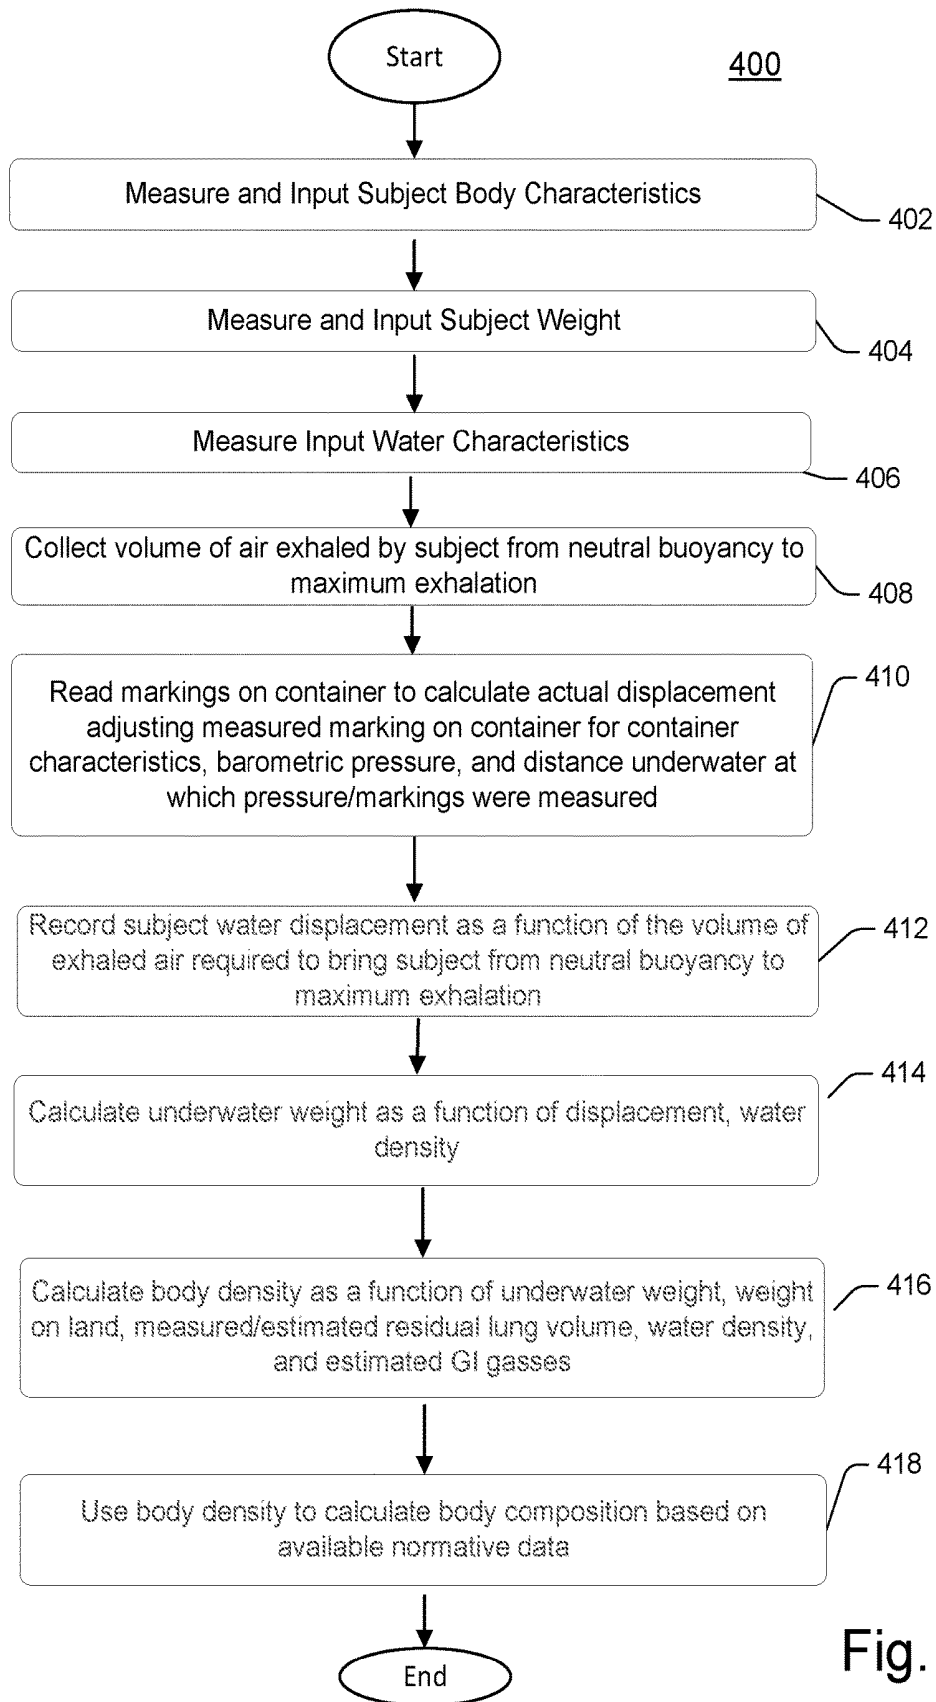 Start
400
Measure and Input Subject Body Characteristics
402
Measure and Input Subject Weight
404
Measure Input Water Characteristics
406
Collect volume of air exhaled by subject from neutral buoyancy to
maximum exhalation
408
Read markings on container to calculate actual displacement
adjusting measured marking on container for container
characteristics, barometric pressure, and distance underwater at
which pressure/markings were measured
410
Record subject water displacement as a function of the volume of
exhaled air required to bring subject from neutral buoyancy to
maximum exhalation
412
Calculate underwater weight as a function of displacement, water
density
414
Calculate body density as a function of underwater weight, weight
on land, measured/estimated residual lung volume, water density,
and estimated GI gasses
416
Use body density to calculate body composition based on
available normative data
418
End
Fig.